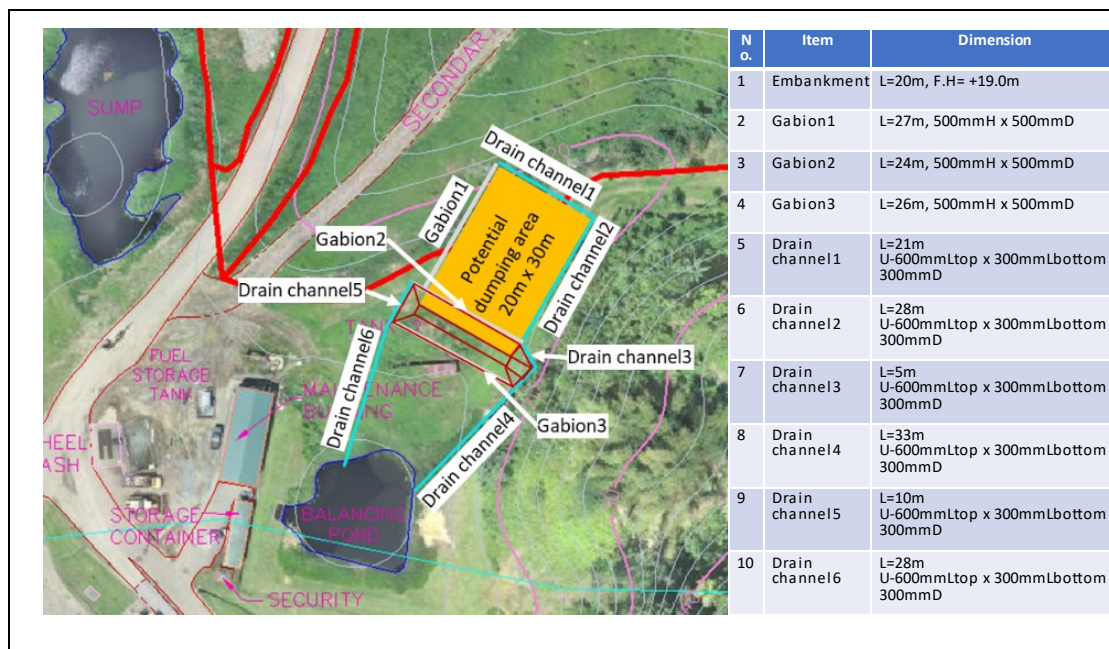 SUMP
SECONDAR
20
Drain channel1
Gabion1
Gabion2
Potential
dumping area
20m x 30m
Drain channel2
Drain channel5
Drain channel3
Drain channel6
FUEL
STORAGE
TANK
MAINTENANCE
BUILDING
Gabion3
Drain channel4
HEEL
ASH
STORAGE
CONTAINER
BALANCING
POND
SECURITY
N
o.
Item
Dimension
1
Embankment
L=20m, F.H= +19.0m
2
Gabion1
L=27m, 500mmH x 500mmD
3
Gabion2
L=24m, 500mmH x 500mmD
4
Gabion3
L=26m, 500mmH x 500mmD
5
Drain
channel1
L=21m
U-600mmLtop x 300mmLbottom
300mmD
6
Drain
channel2
L=28m
U-600mmLtop x 300mmLbottom
300mmD
7
Drain
channel3
L=5m
U-600mmLtop x 300mmLbottom
300mmD
8
Drain
channel4
L=33m
U-600mmLtop x 300mmLbottom
300mmD
9
Drain
channel5
L=10m
U-600mmLtop x 300mmLbottom
300mmD
10
Drain
channel6
L=28m
U-600mmLtop x 300mmLbottom
300mmD